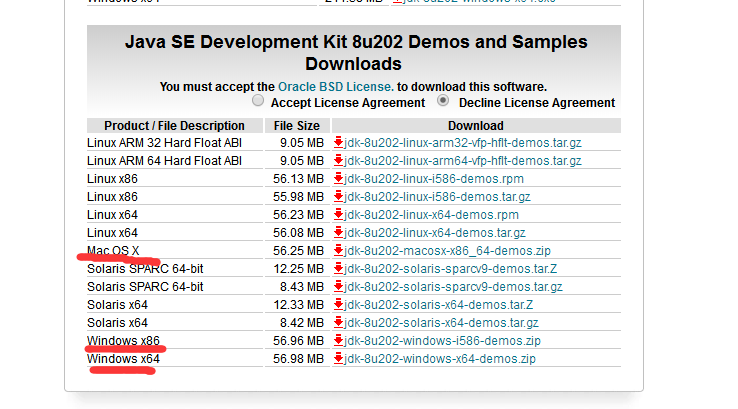 Java SE Development Kit 8u202 Demos and Samples
Downloads
You must accept the Oracle BSD License. to download this software.
Accept License Agreement Decline License Agreement
Product / File Description File Size Download
Linux ARM 32 Hard Float ABI 9.05 MB jdk-8u202-linux-arm32-vfp-hflt-demos.tar.gz
Linux ARM 64 Hard Float ABI 9.05 MB jdk-8u202-linux-arm64-vfp-hflt-demos.tar.gz
Linux x86 56.13 MB jdk-8u202-linux-i586-demos.rpm
Linux x86 55.98 MB jdk-8u202-linux-i586-demos.tar.gz
Linux x64 56.23 MB jdk-8u202-linux-x64-demos.rpm
Linux x64 56.08 MB jdk-8u202-linux-x64-demos.tar.gz
Mac OS X 56.25 MB jdk-8u202-macosx-x86_64-demos.zip
Solaris SPARC 64-bit 12.25 MB jdk-8u202-solaris-sparcv9-demos.tar.Z
Solaris SPARC 64-bit 8.43 MB jdk-8u202-solaris-sparcv9-demos.tar.gz
Solaris x64 12.33 MB jdk-8u202-solaris-x64-demos.tar.Z
Solaris x64 8.42 MB jdk-8u202-solaris-x64-demos.tar.gz
Windows x86 56.96 MB jdk-8u202-windows-i586-demos.zip
Windows x64 56.98 MB jdk-8u202-windows-x64-demos.zip